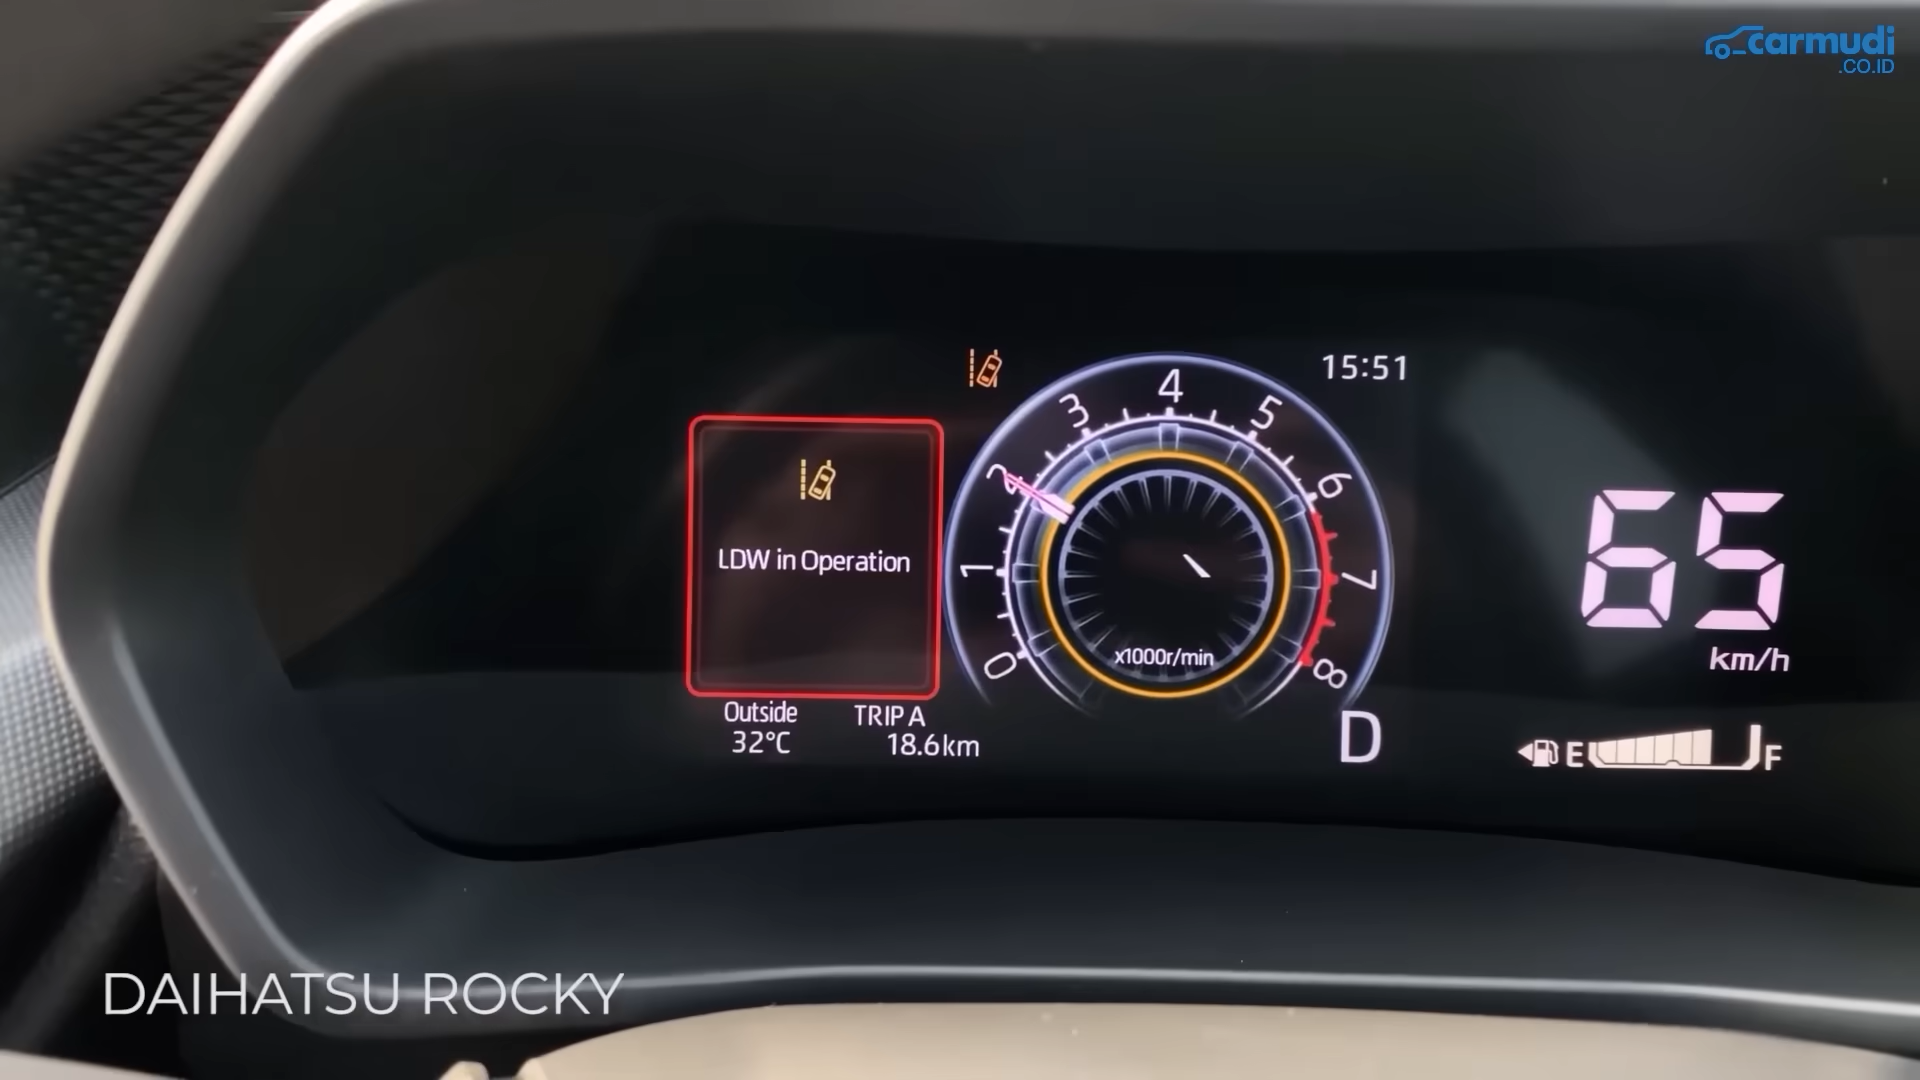 carmudi
.CO.ID
15:51
LDW in Operation
0
1
2
3
4
5
6
7
8
x1000r/min
65
km/h
Outside
32°C
TRIP A
18.6km
D
E
F
DAIHATSU ROCKY